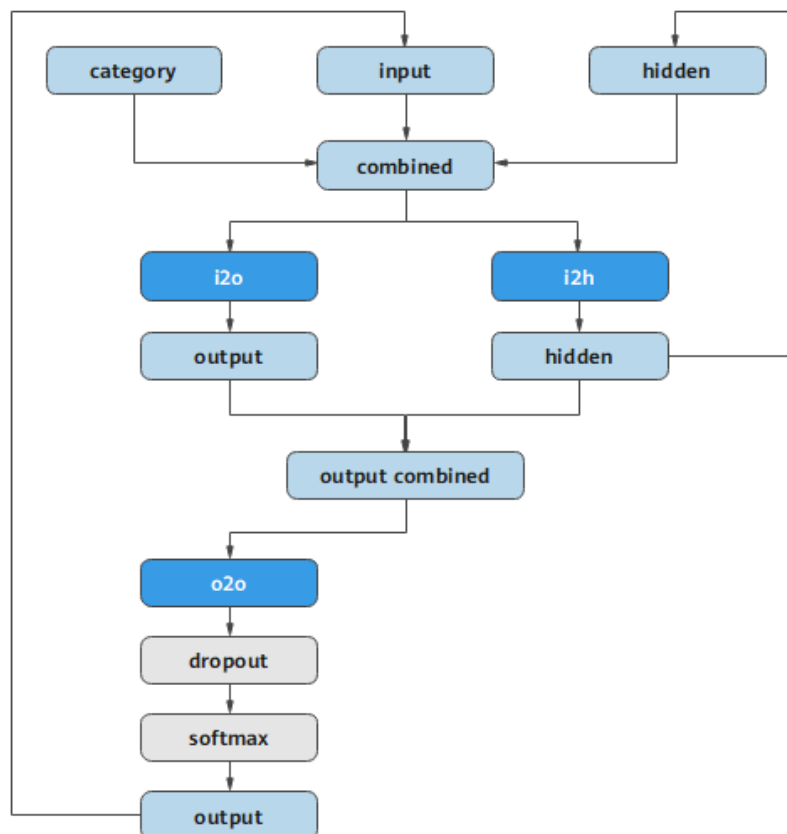 category
input
hidden
combined
i2o
i2h
output
hidden
output combined
o2o
dropout
softmax
output